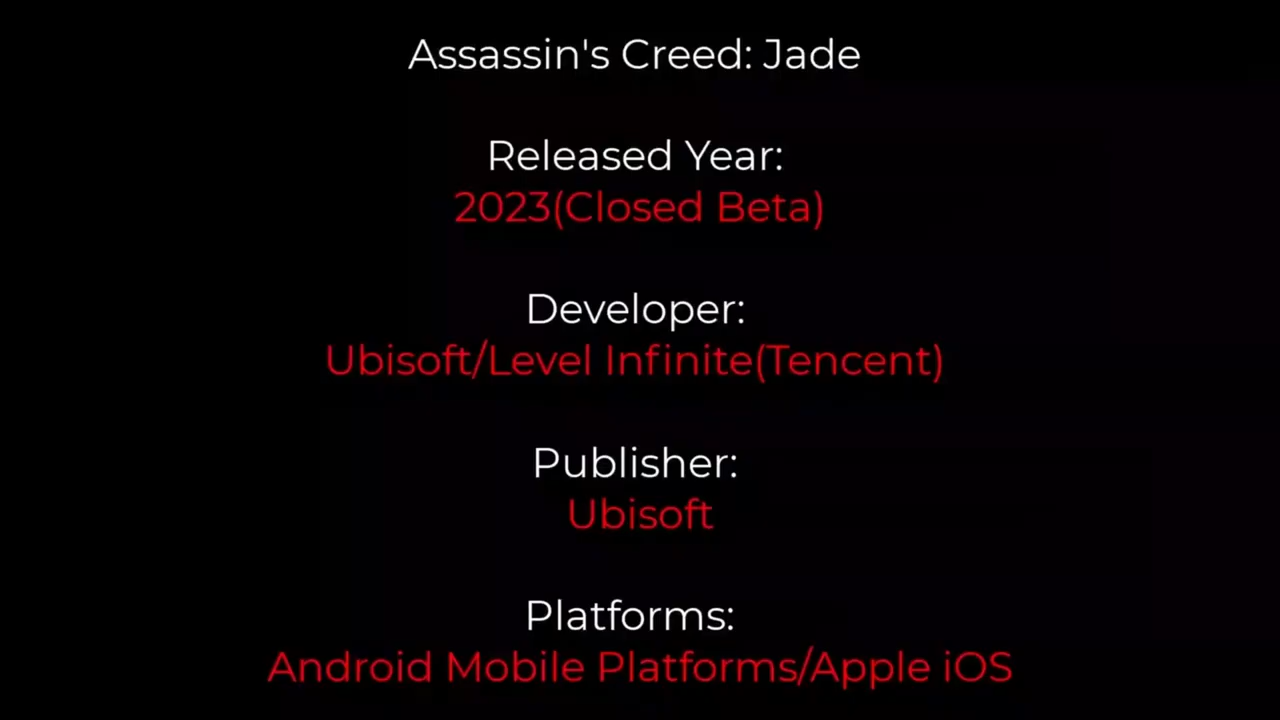 Assassin's Creed: Jade
Released Year:
2023(Closed Beta)
Developer:
Ubisoft/Level Infinite(Tencent)
Publisher:
Ubisoft
Platforms:
Android Mobile Platforms/Apple iOS